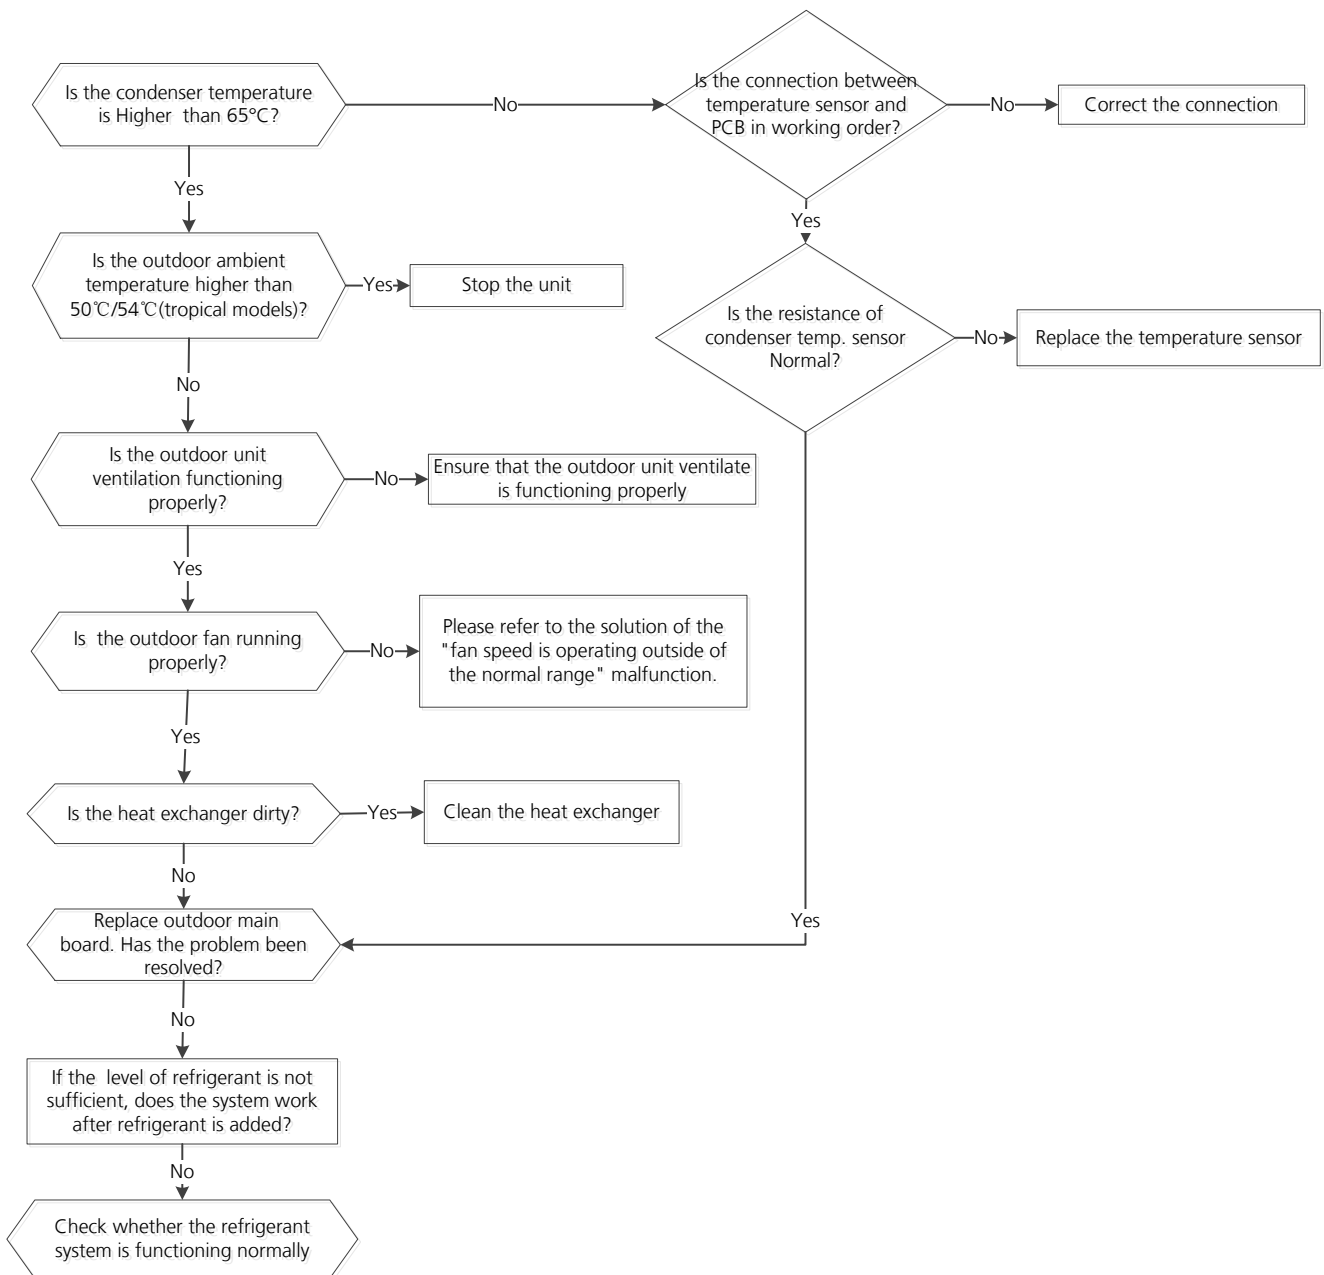 Is the condenser temperature
is Higher  than 65°C?
No
Is the connection between
temperature sensor and
PCB in working order?
No
Correct the connection
Yes
Yes
Is the outdoor ambient
temperature higher than
50℃/54℃(tropical models)?
Yes
Stop the unit
Is the resistance of
condenser temp. sensor
Normal?
No
Replace the temperature sensor
No
Is the outdoor unit
ventilation functioning
properly?
No
Ensure that the outdoor unit ventilate
is functioning properly
Yes
Is  the outdoor fan running
properly?
No
Please refer to the solution of the
"fan speed is operating outside of
the normal range" malfunction.
Yes
Is the heat exchanger dirty?
Yes
Clean the heat exchanger
No
Yes
Replace outdoor main
board. Has the problem been
resolved?
No
If the  level of refrigerant is not
sufficient, does the system work
after refrigerant is added?
No
Check whether the refrigerant
system is functioning normally